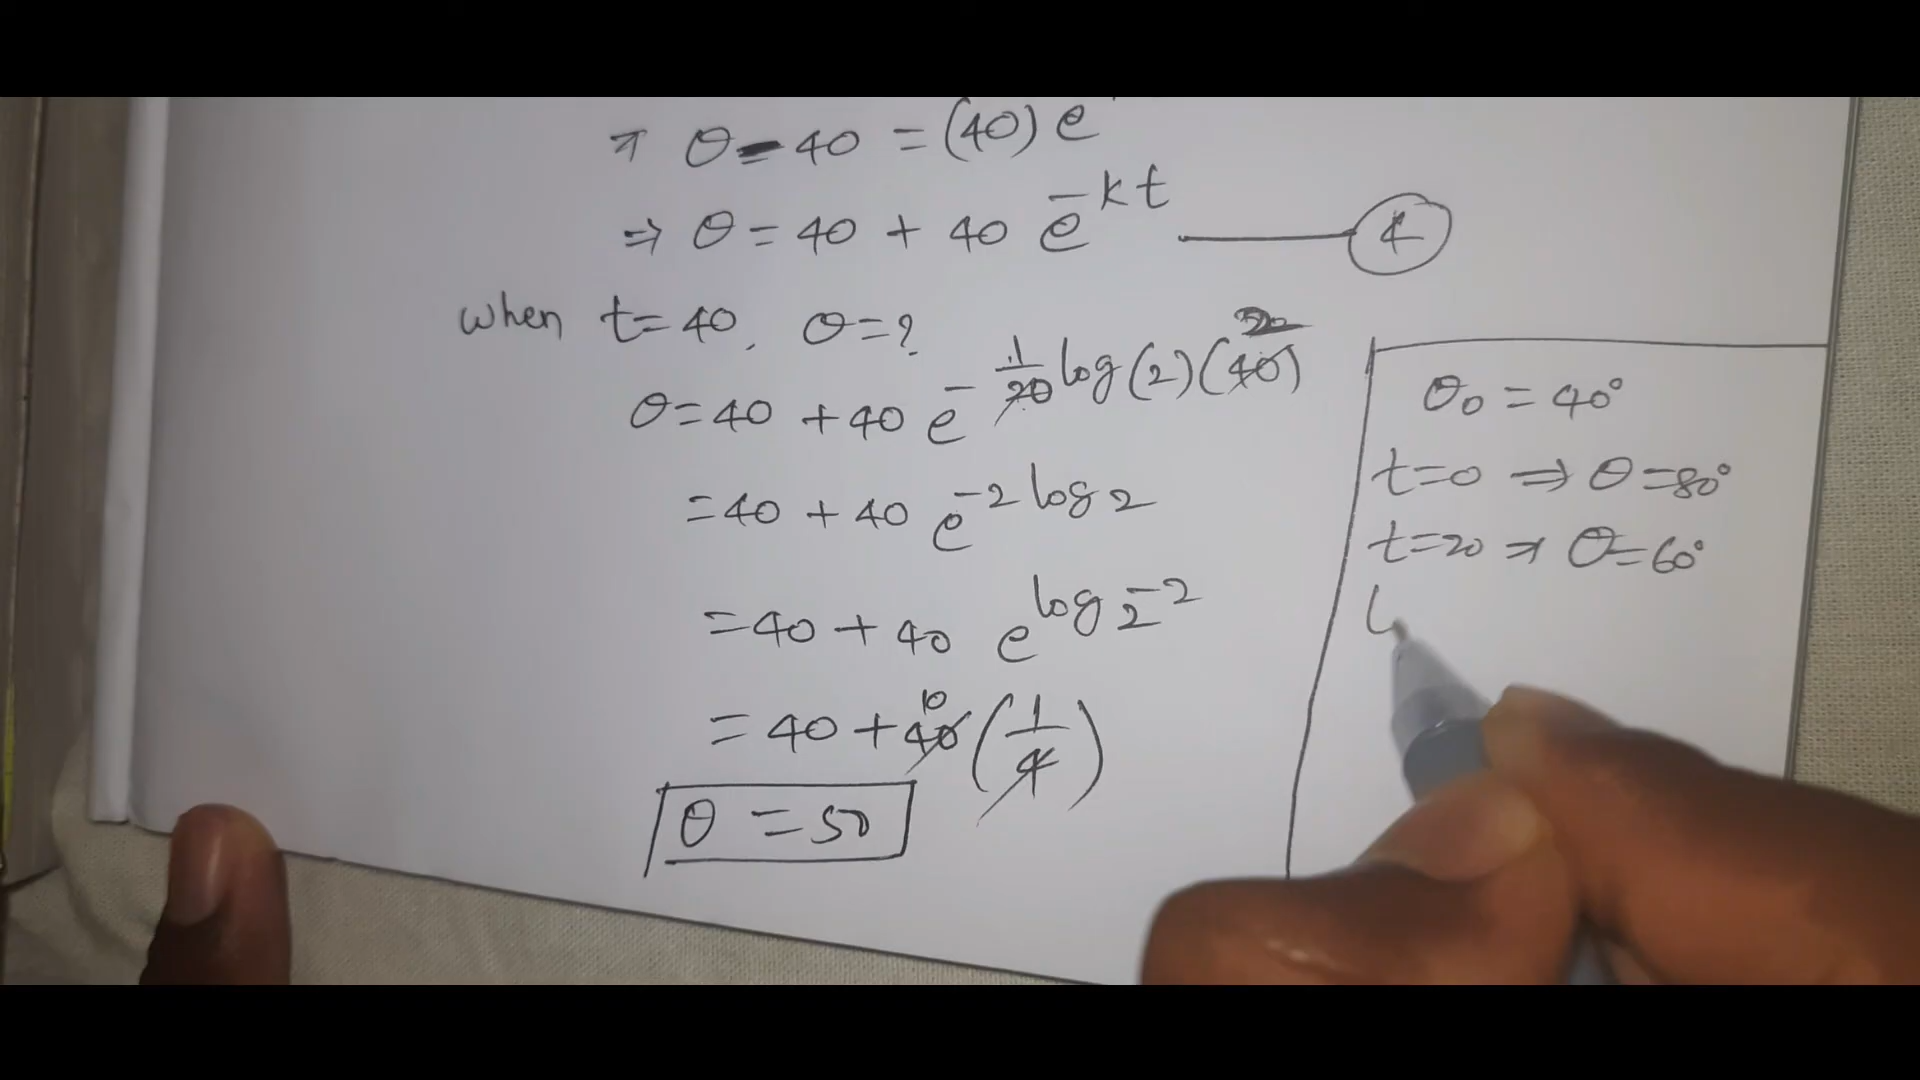 ⇒ θ-40 = (40) e
⇒ θ = 40 + 40 e^-kt ——— (4)
when t=40, θ=?
θ=40 + 40 e^- 1/20 log(2)(40)
=40 + 40 e^-2 log 2
=40 + 40 e^log 2^-2
= 40 + 40 10 (1/4)
θ = 50
θ₀ = 40°
t=0 ⇒ θ=80°
t=20 ⇒ θ=60°